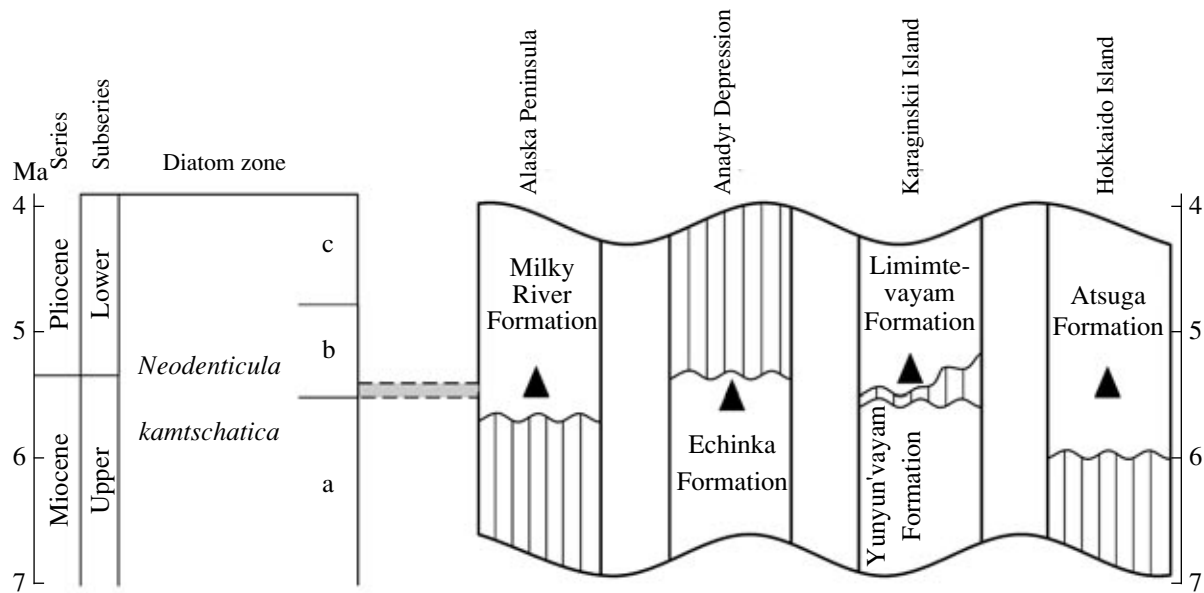 Ma
Series
Subseries
Diatom zone
Alaska Peninsula
Anadyr Depression
Karaginskii Island
Hokkaido Island
4
5
6
7
Pliocene
Miocene
Lower
Upper
Neodenticula
kamtschatica
c
b
a
Milky
River
Formation
Echinka
Formation
Limimte-
vayam
Formation
Yunyun'vayam
Formation
Atsuga
Formation
4
5
6
7